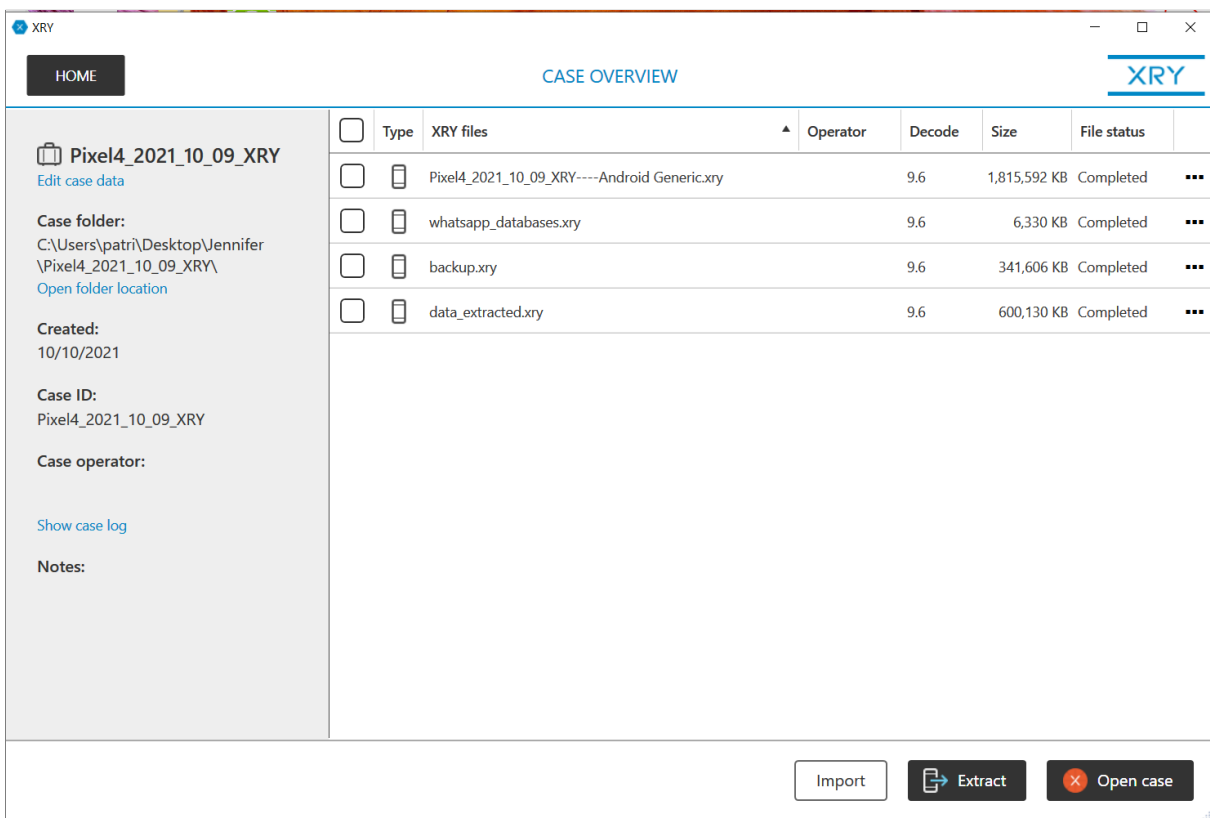 XRY
HOME
CASE OVERVIEW
XRY
Pixel4_2021_10_09_XRY
Edit case data
Case folder:
C:\Users\patri\Desktop\Jennifer
\Pixel4_2021_10_09_XRY\
Open folder location
Created:
10/10/2021
Case ID:
Pixel4_2021_10_09_XRY
Case operator:
Show case log
Notes:
Type XRY files Operator Decode Size File status
Pixel4_2021_10_09_XRY----Android Generic.xry 9.6 1,815,592 KB Completed
whatsapp_databases.xry 9.6 6,330 KB Completed
backup.xry 9.6 341,606 KB Completed
data_extracted.xry 9.6 600,130 KB Completed
Import Extract Open case